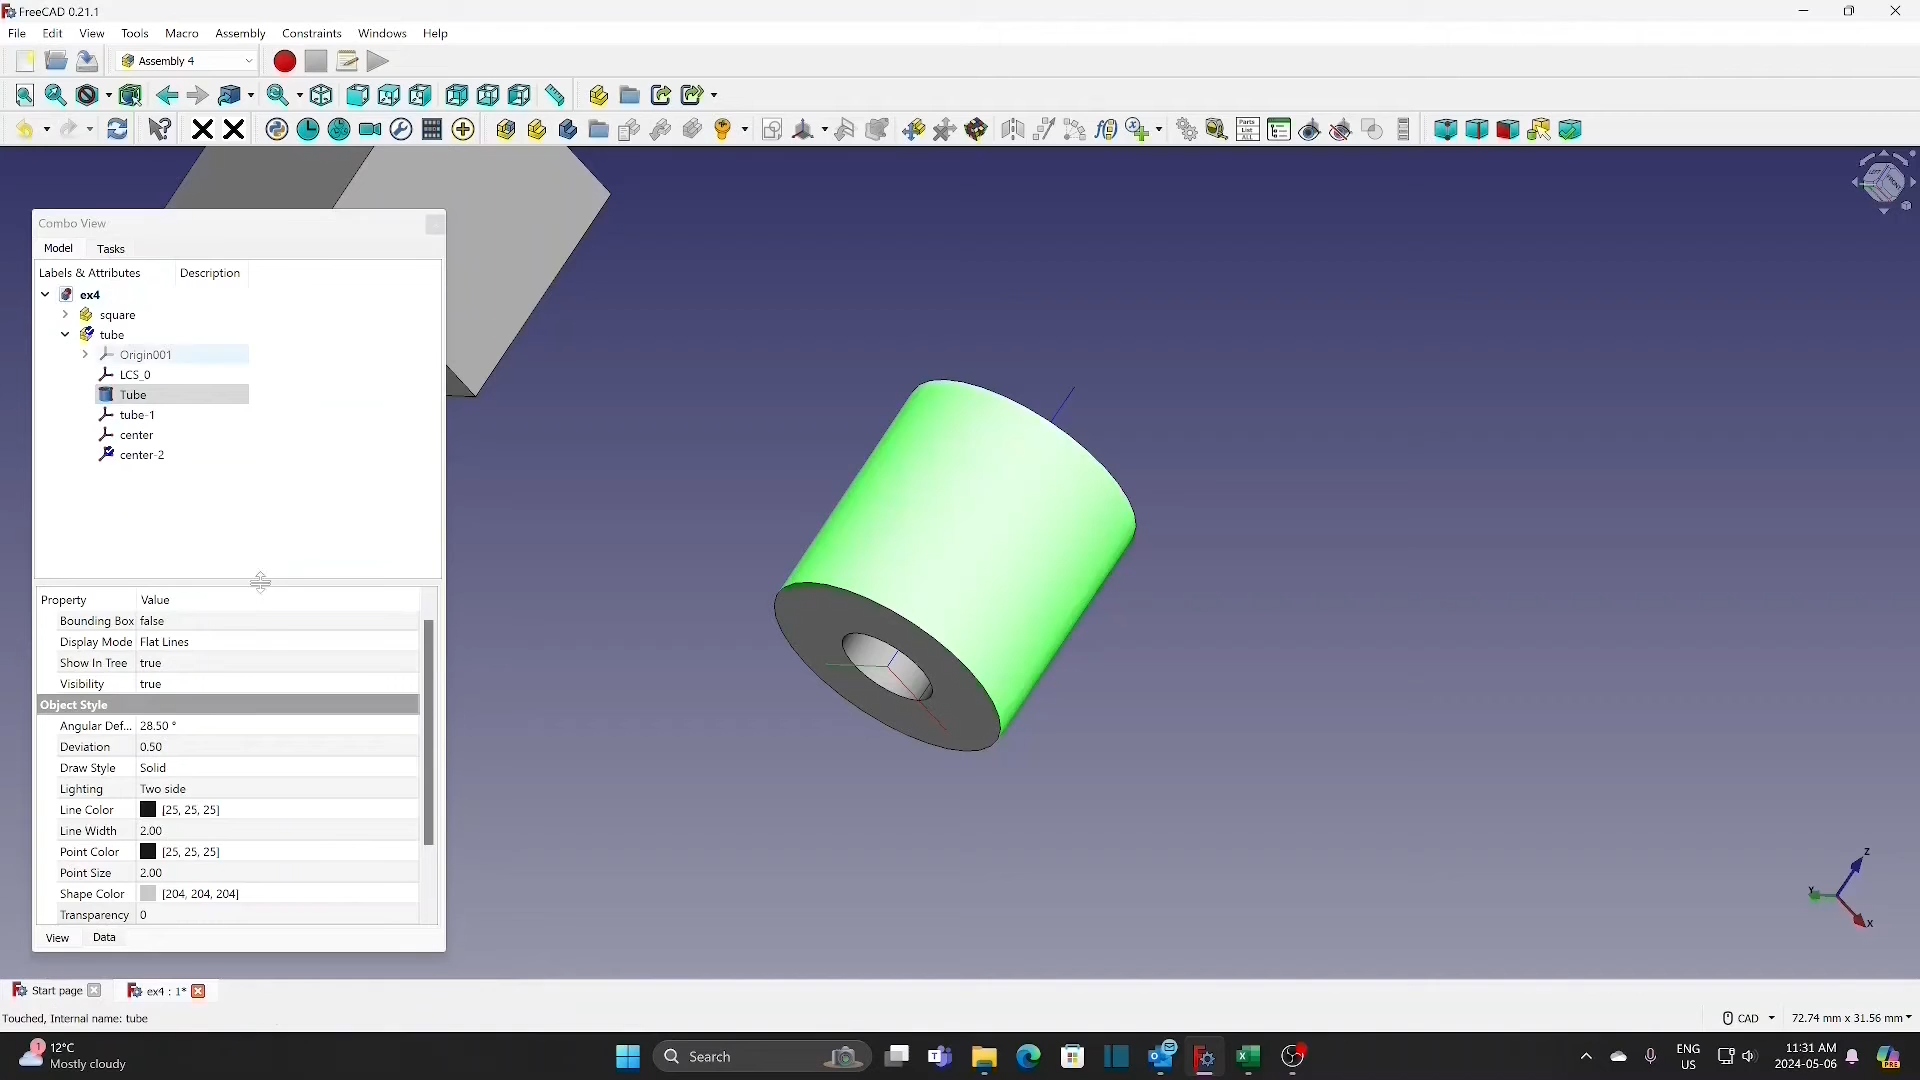 FreeCAD 0.21.1
File Edit View Tools Macro Assembly Constraints Windows Help
Assembly 4
Parts
List
Combo View
Model Tasks
Labels & Attributes Description
ex4
square
tube
Origin001
LCS_0
Tube
tube-1
center
center-2
Property Value
Bounding Box false
Display Mode Flat Lines
Show In Tree true
Visibility true
Object Style
Angular Def... 28.50 °
Deviation 0.50
Draw Style Solid
Lighting Two side
Line Color [25, 25, 25]
Line Width 2.00
Point Color [25, 25, 25]
Point Size 2.00
Shape Color [204, 204, 204]
Transparency 0
View Data
Z
Y
X
Start page ex4 : 1*
Touched, Internal name: tube
CAD 72.74 mm x 31.56 mm
1
12°C
Mostly cloudy
Search
ENG
US
11:31 AM
2024-05-06